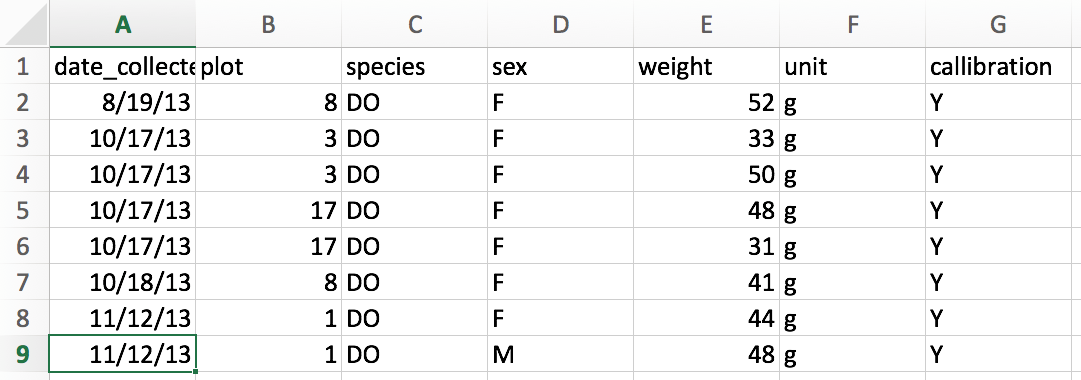 A B C D E F G
1 date_collecte plot species sex weight unit callibration
2 8/19/13 8 DO F 52 g Y
3 10/17/13 3 DO F 33 g Y
4 10/17/13 3 DO F 50 g Y
5 10/17/13 17 DO F 48 g Y
6 10/17/13 17 DO F 31 g Y
7 10/18/13 8 DO F 41 g Y
8 11/12/13 1 DO F 44 g Y
9 11/12/13 1 DO M 48 g Y